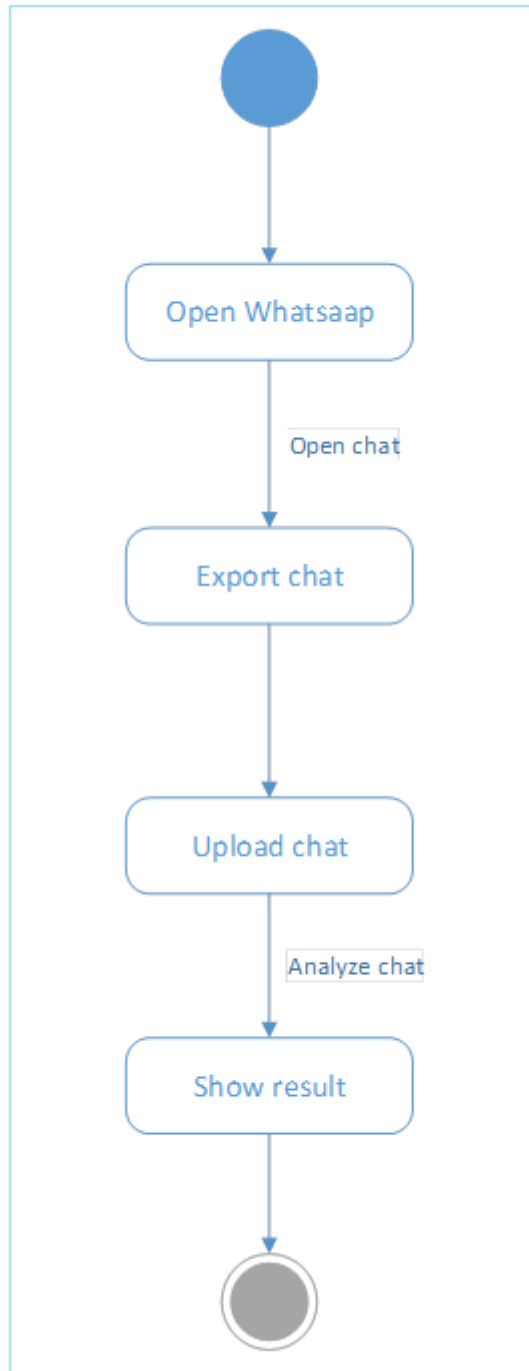 Open Whatsaap
Open chat
Export chat
Upload chat
Analyze chat
Show result